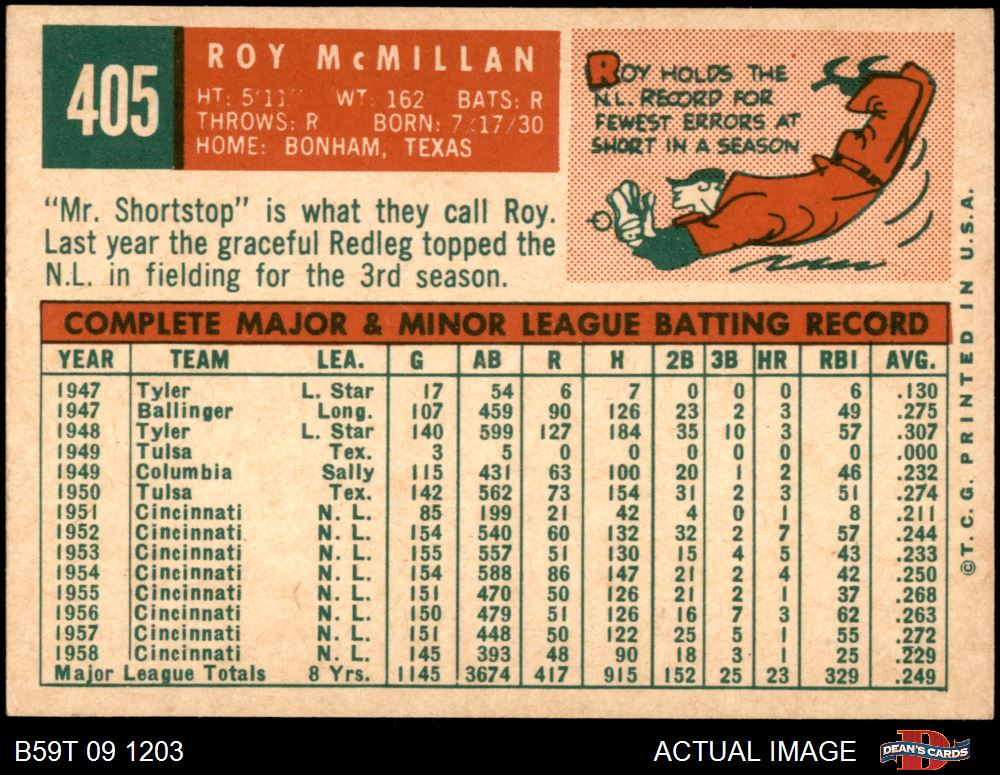 405
ROY McMILLAN
HT: 5'11" WT: 162 BATS: R
THROWS: R BORN: 7/17/30
HOME: BONHAM, TEXAS
ROY HOLDS THE
N.L. RECORD FOR
FEWEST ERRORS AT
SHORT IN A SEASON
"Mr. Shortstop" is what they call Roy.
Last year the graceful Redleg topped the
N.L. in fielding for the 3rd season.
COMPLETE MAJOR & MINOR LEAGUE BATTING RECORD
YEAR TEAM LEA. G AB R H 2B 3B HR RBI AVG.
1947 Tyler L. Star 17 54 6 7 0 0 0 6 .130
1947 Ballinger Long. 107 459 90 126 23 2 3 49 .275
1948 Tyler L. Star 140 599 127 184 35 10 3 57 .307
1949 Tulsa Tex. 3 5 0 0 0 0 0 0 .000
1949 Columbia Sally 115 431 63 100 20 1 2 46 .232
1950 Tulsa Tex. 142 562 73 154 31 2 3 51 .274
1951 Cincinnati N. L. 85 199 21 42 4 0 1 8 .211
1952 Cincinnati N. L. 154 540 60 132 32 2 7 57 .244
1953 Cincinnati N. L. 155 557 51 130 15 4 5 43 .233
1954 Cincinnati N. L. 154 588 86 147 21 2 4 42 .250
1955 Cincinnati N. L. 151 470 50 126 21 2 1 37 .268
1956 Cincinnati N. L. 150 479 51 126 16 7 3 62 .263
1957 Cincinnati N. L. 151 448 50 122 25 5 1 55 .272
1958 Cincinnati N. L. 145 393 48 90 18 3 1 25 .229
Major League Totals 8 Yrs. 1145 3674 417 915 152 25 23 329 .249
©T. C. G. PRINTED IN U.S.A.
B59T 09 1203
ACTUAL IMAGE
D
DEAN'S CARDS